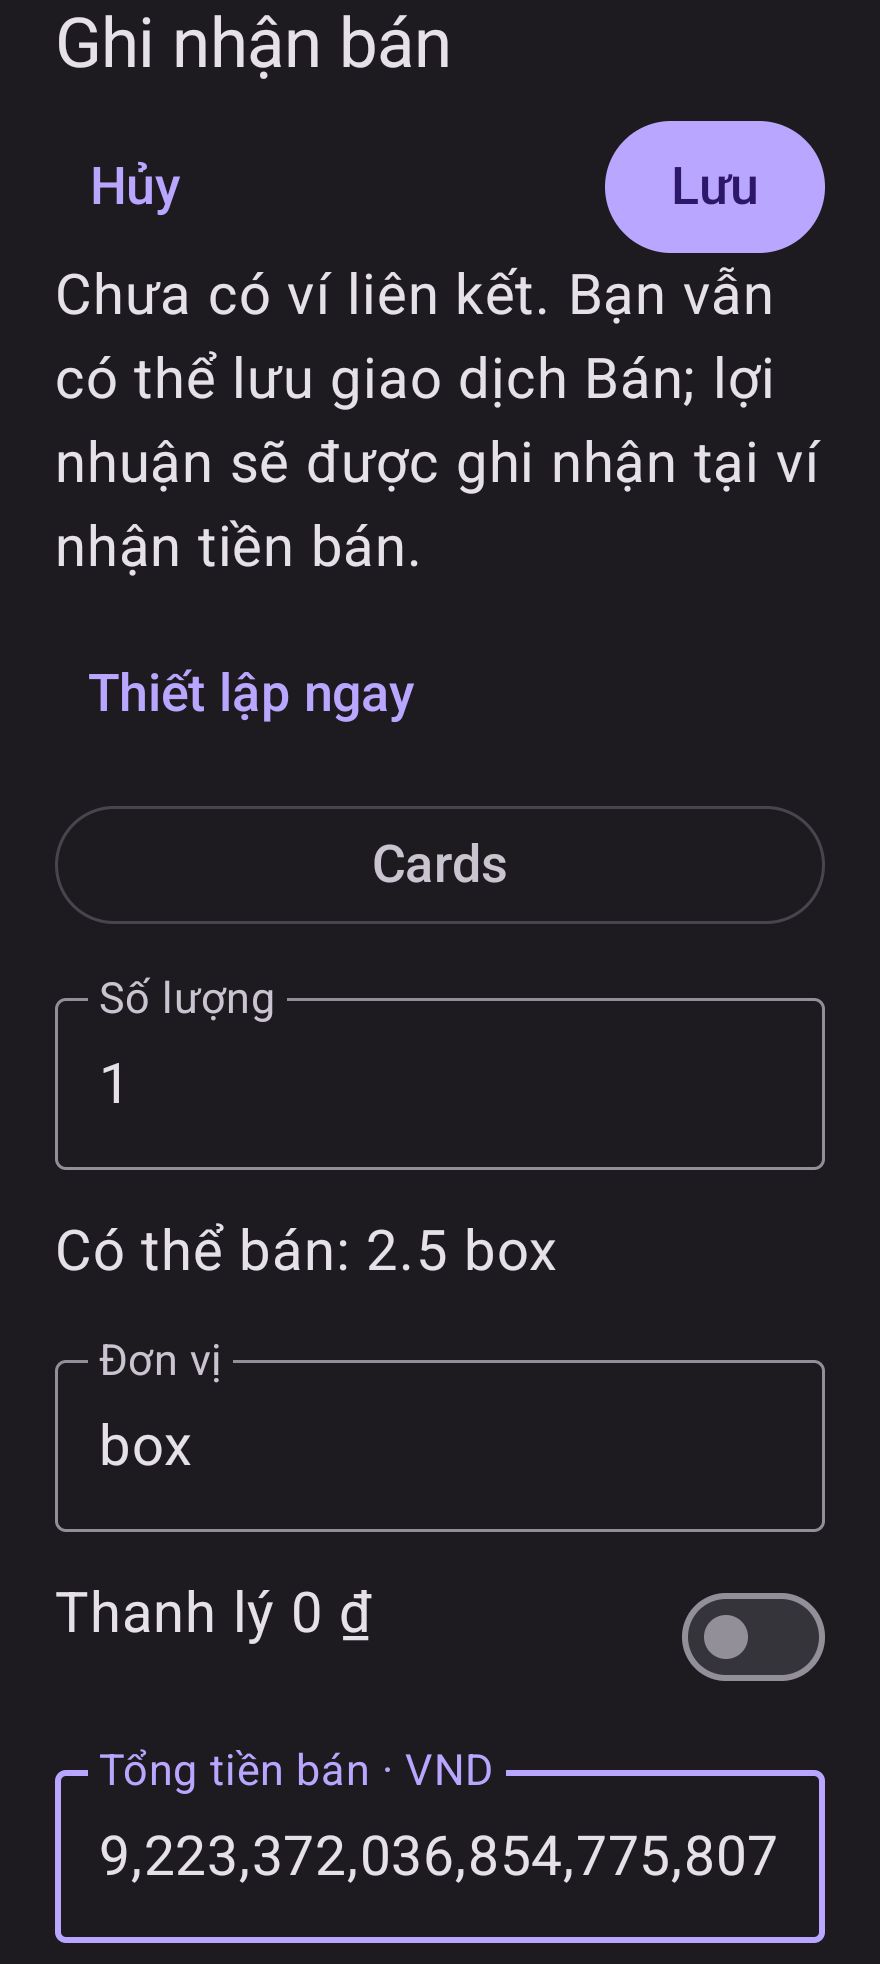 Ghi nhận bán
Hủy
Lưu
Chưa có ví liên kết. Bạn vẫn
có thể lưu giao dịch Bán; lợi
nhuận sẽ được ghi nhận tại ví
nhận tiền bán.
Thiết lập ngay
Cards
Số lượng
1
Có thể bán: 2.5 box
Đơn vị
box
Thanh lý 0 ₫
Tổng tiền bán · VND
9,223,372,036,854,775,807